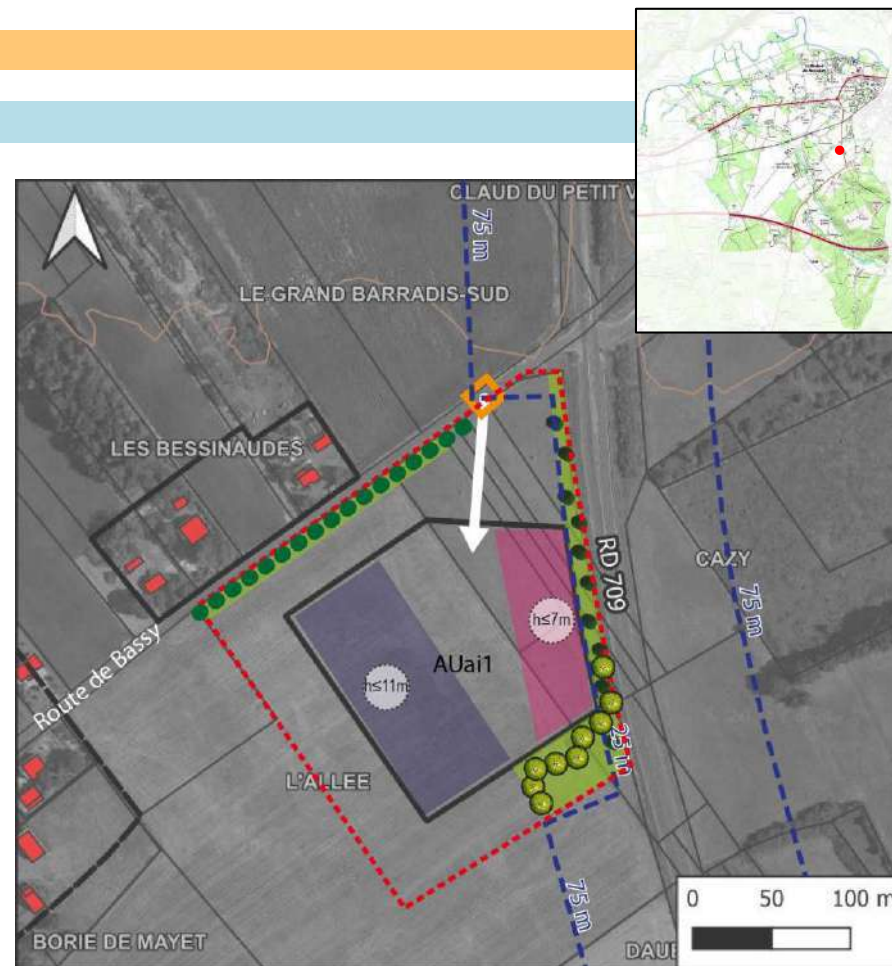 CLAUD DU PETIT V
75 m
LE GRAND BARRADIS-SUD
LES BESSINAUDES
RD 709
CAZY
h≤7m
75 m
Route de Bassy
AUai1
h≤11m
25 m
L'ALLEE
75 m
0 50 100 m
BORIE DE MAYET
DAUB